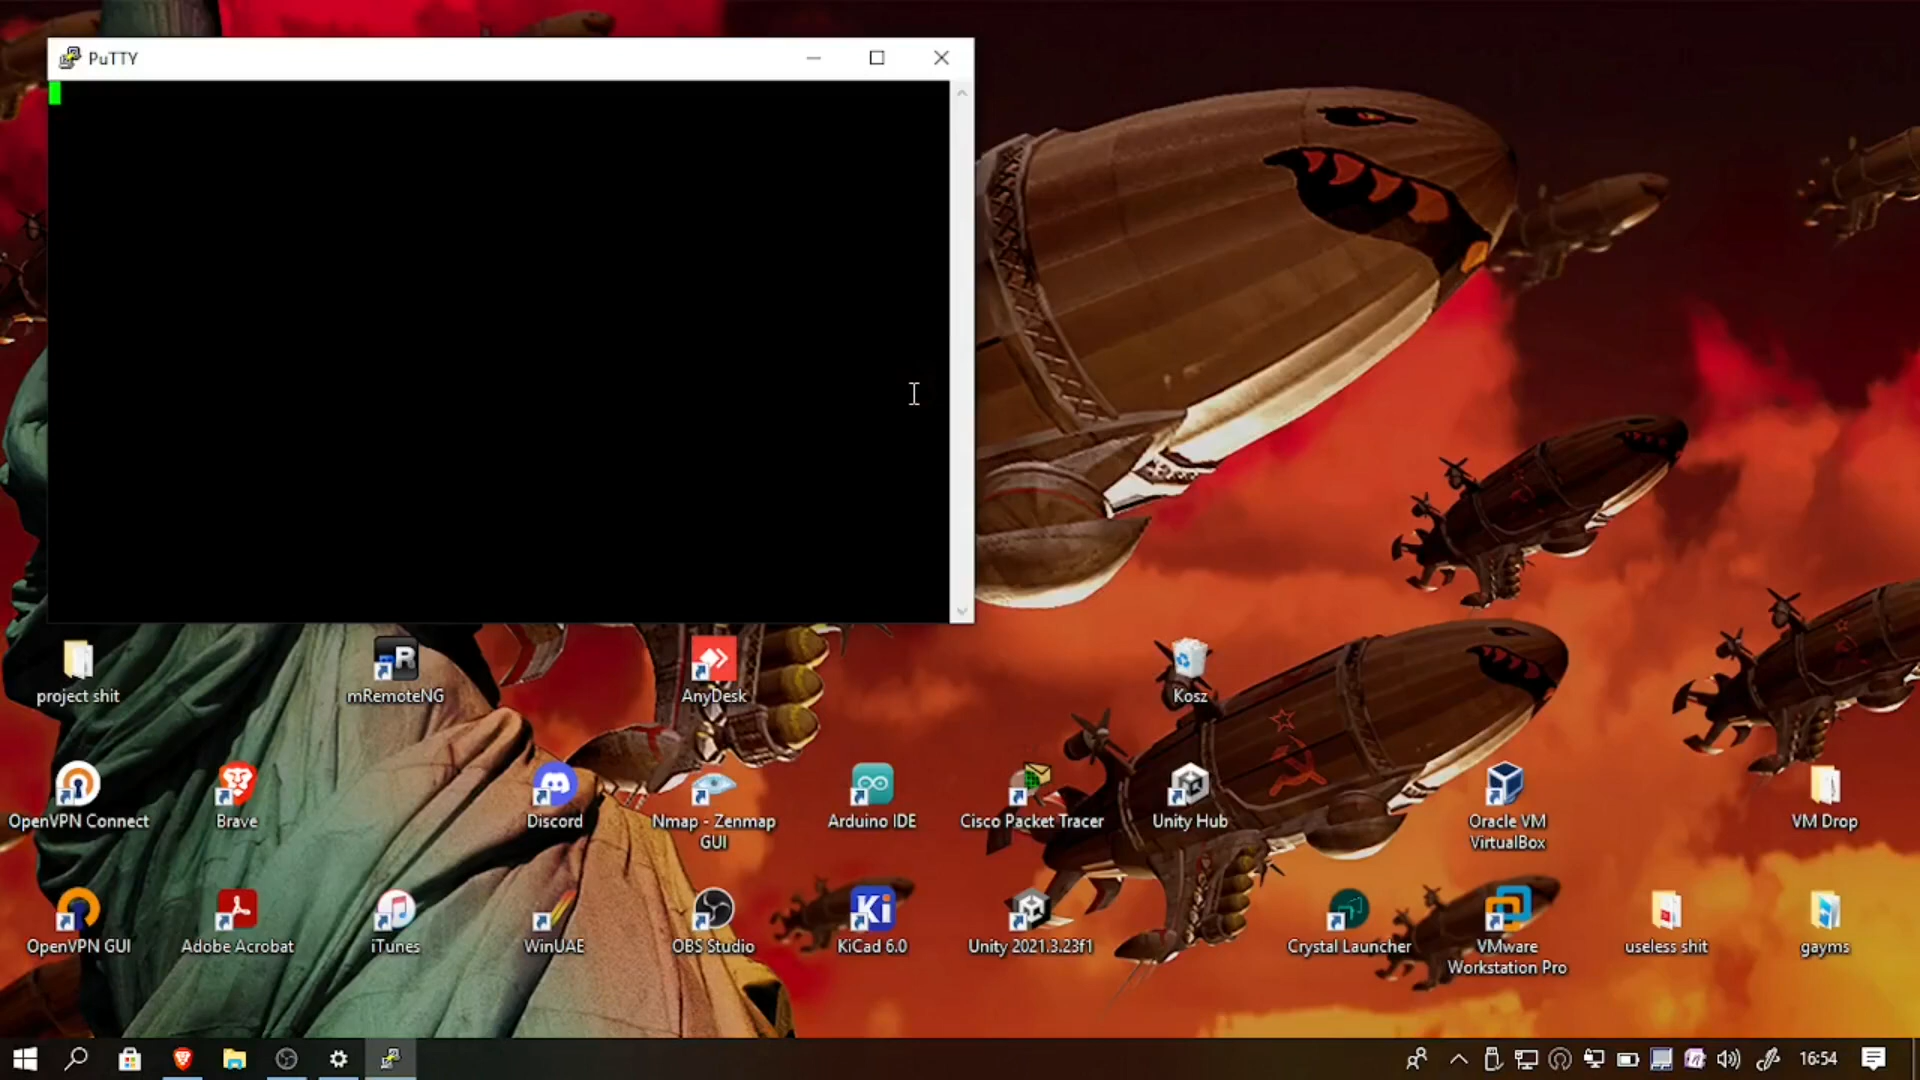 PuTTY
project shit
mRemoteNG
AnyDesk
Kosz
OpenVPN Connect
Brave
Discord
Nmap - Zenmap
GUI
Arduino IDE
Cisco Packet Tracer
Unity Hub
Oracle VM
VirtualBox
VM Drop
OpenVPN GUI
Adobe Acrobat
iTunes
WinUAE
OBS Studio
KiCad 6.0
Unity 2021.3.23f1
Crystal Launcher
VMware
Workstation Pro
useless shit
gayms
16:54